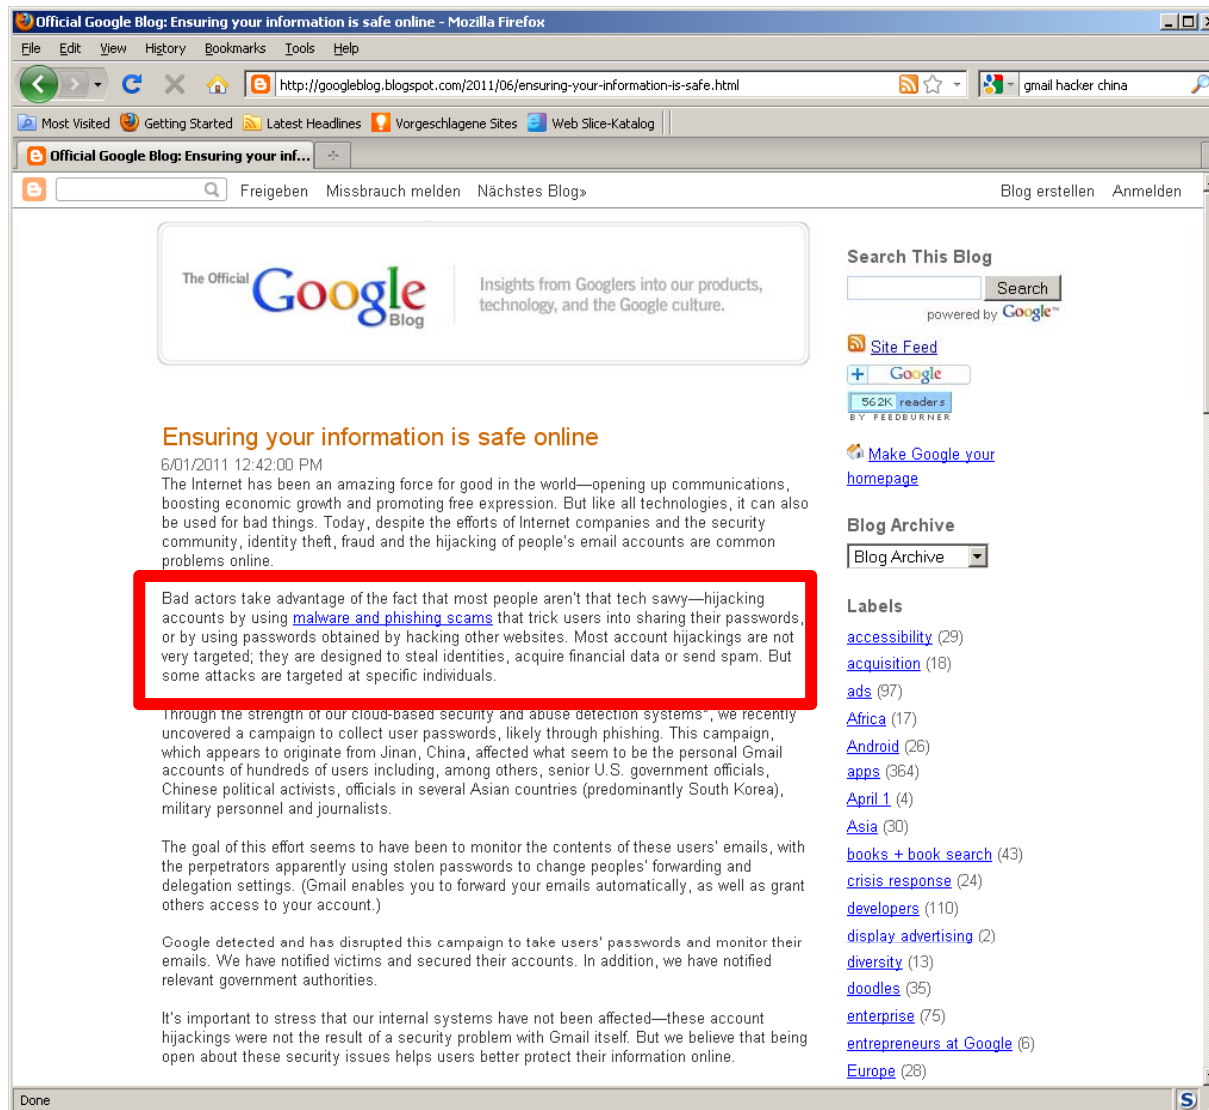 Official Google Blog: Ensuring your information is safe online - Mozilla Firefox
File Edit View History Bookmarks Tools Help
http://googleblog.blogspot.com/2011/06/ensuring-your-information-is-safe.html
gmail hacker china
Most Visited Getting Started Latest Headlines Vorgeschlagene Sites Web Slice-Katalog
Official Google Blog: Ensuring your inf...
Freigeben Missbrauch melden Nächstes Blog»
Blog erstellen Anmelden
The Official Google Blog
Insights from Googlers into our products,
technology, and the Google culture.
Ensuring your information is safe online
6/01/2011 12:42:00 PM
The Internet has been an amazing force for good in the world—opening up communications,
boosting economic growth and promoting free expression. But like all technologies, it can also
be used for bad things. Today, despite the efforts of Internet companies and the security
community, identity theft, fraud and the hijacking of people's email accounts are common
problems online.
Bad actors take advantage of the fact that most people aren't that tech savvy—hijacking
accounts by using malware and phishing scams that trick users into sharing their passwords,
or by using passwords obtained by hacking other websites. Most account hijackings are not
very targeted; they are designed to steal identities, acquire financial data or send spam. But
some attacks are targeted at specific individuals.
Through the strength of our cloud-based security and abuse detection systems*, we recently
uncovered a campaign to collect user passwords, likely through phishing. This campaign,
which appears to originate from Jinan, China, affected what seem to be the personal Gmail
accounts of hundreds of users including, among others, senior U.S. government officials,
Chinese political activists, officials in several Asian countries (predominantly South Korea),
military personnel and journalists.
The goal of this effort seems to have been to monitor the contents of these users' emails, with
the perpetrators apparently using stolen passwords to change peoples' forwarding and
delegation settings. (Gmail enables you to forward your emails automatically, as well as grant
others access to your account.)
Google detected and has disrupted this campaign to take users' passwords and monitor their
emails. We have notified victims and secured their accounts. In addition, we have notified
relevant government authorities.
It's important to stress that our internal systems have not been affected—these account
hijackings were not the result of a security problem with Gmail itself. But we believe that being
open about these security issues helps users better protect their information online.
Search This Blog
Search
powered by Google™
Site Feed
+ Google
562K readers
BY FEEDBURNER
Make Google your
homepage
Blog Archive
Blog Archive
Labels
accessibility (29)
acquisition (18)
ads (97)
Africa (17)
Android (26)
apps (364)
April 1 (4)
Asia (30)
books + book search (43)
crisis response (24)
developers (110)
display advertising (2)
diversity (13)
doodles (35)
enterprise (75)
entrepreneurs at Google (6)
Europe (28)
Done
S